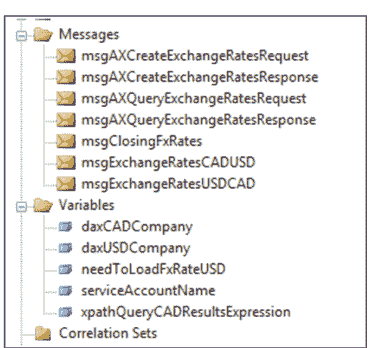 Messages
msgAXCreateExchangeRatesRequest
msgAXCreateExchangeRatesResponse
msgAXQueryExchangeRatesRequest
msgAXQueryExchangeRatesResponse
msgClosingFxRates
msgExchangeRatesCADUSD
msgExchangeRatesUSDCAD
Variables
daxCADCompany
daxUSDCompany
needToLoadFxRateUSD
serviceAccountName
xpathQueryCADResultsExpression
Correlation Sets